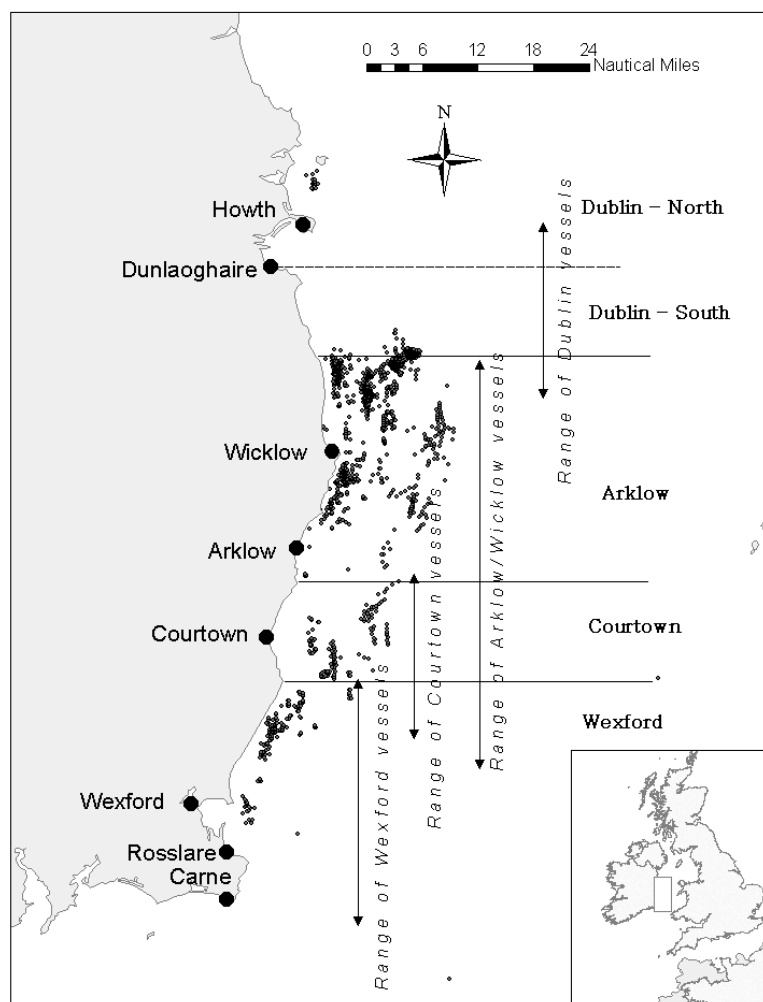 0 3 6 12 18 24
Nautical Miles
N
Howth
Dublin - North
Dunlaoghaire
Dublin - South
Range of Dublin vessels
Wicklow
Arklow
Arklow
Range of Arklow/Wicklow vessels
Range of Courtown vessels
Courtown
Courtown
Range of Wexford vessels
Wexford
Wexford
Rosslare
Carne